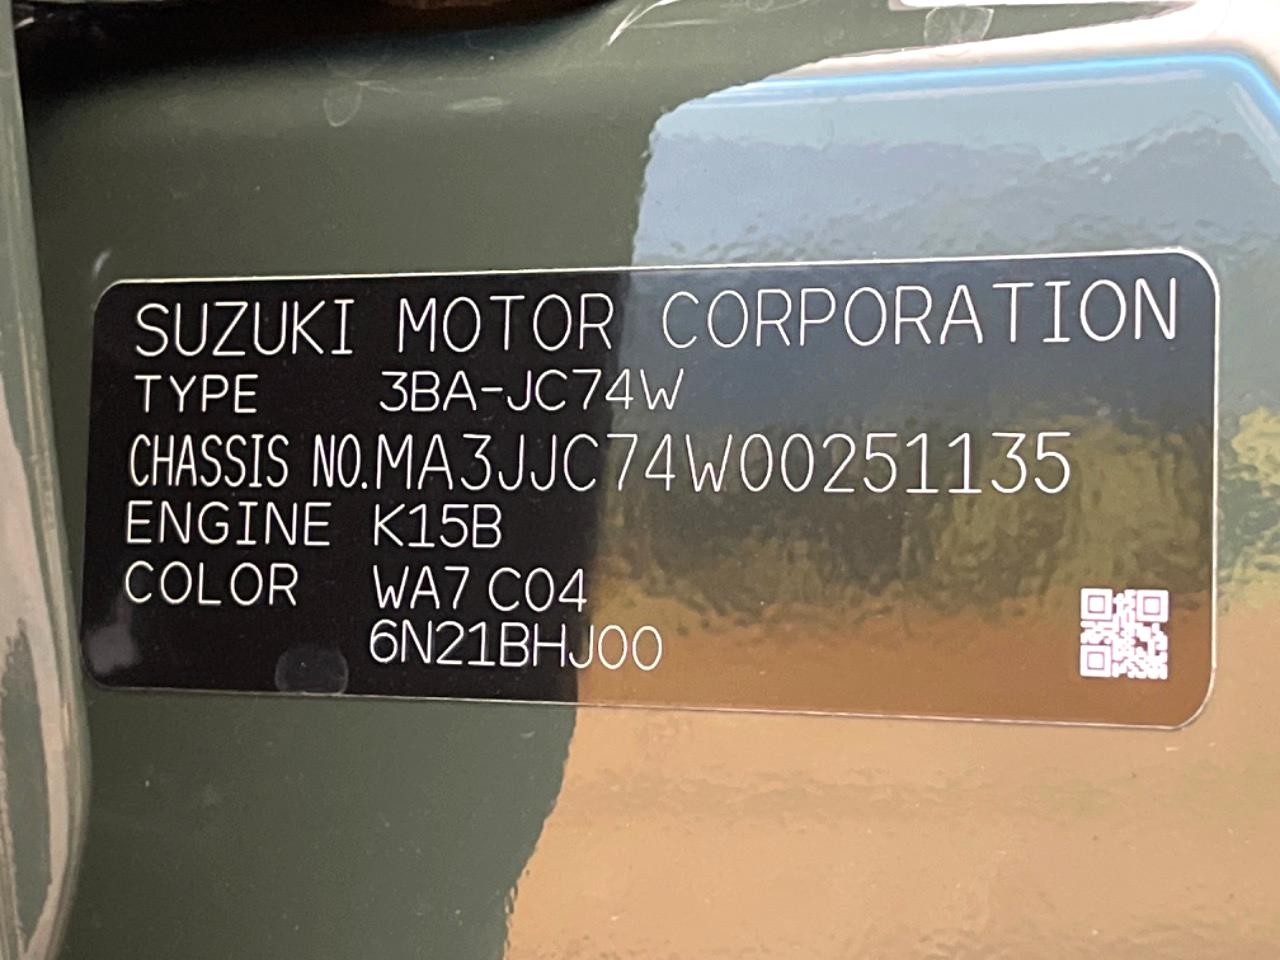 SUZUKI MOTOR CORPORATION
TYPE 3BA-JC74W
CHASSIS NO.MA3JJC74W00251135
ENGINE K15B
COLOR WA7 C04
6N21BHJ00